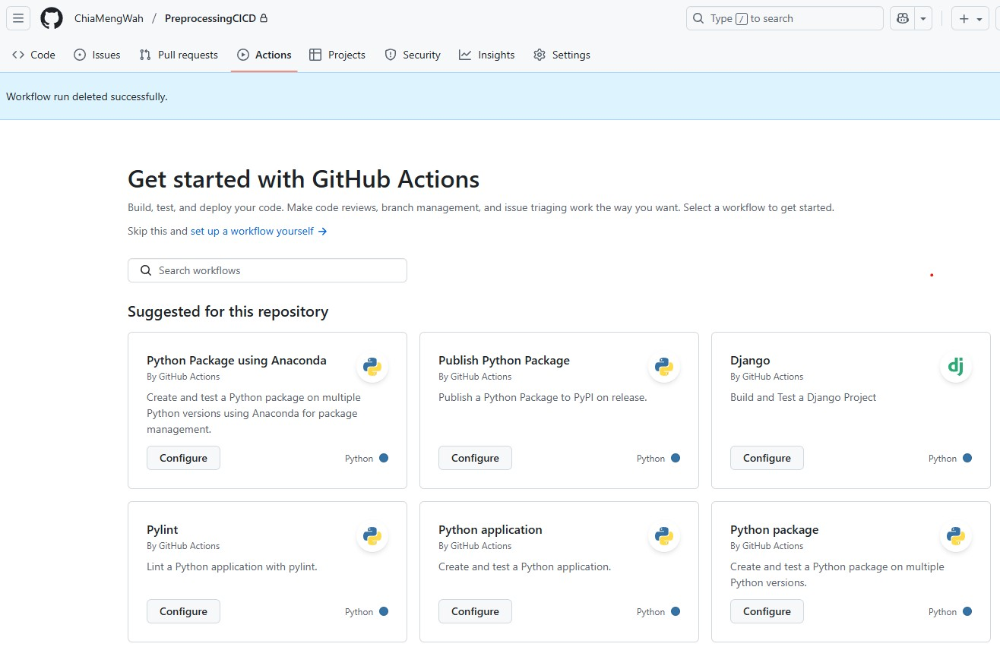 ChiaMengWah / PreprocessingCICD
Type / to search
Code Issues Pull requests Actions Projects Security Insights Settings
Workflow run deleted successfully.
Get started with GitHub Actions
Build, test, and deploy your code. Make code reviews, branch management, and issue triaging work the way you want. Select a workflow to get started.
Skip this and set up a workflow yourself →
Search workflows
Suggested for this repository
Python Package using Anaconda
By GitHub Actions
Create and test a Python package on multiple
Python versions using Anaconda for package
management.
Configure
Python
Publish Python Package
By GitHub Actions
Publish a Python Package to PyPI on release.
Configure
Python
Django
By GitHub Actions
dj
Build and Test a Django Project
Configure
Python
Pylint
By GitHub Actions
Lint a Python application with pylint.
Configure
Python
Python application
By GitHub Actions
Create and test a Python application.
Configure
Python
Python package
By GitHub Actions
Create and test a Python package on multiple
Python versions.
Configure
Python